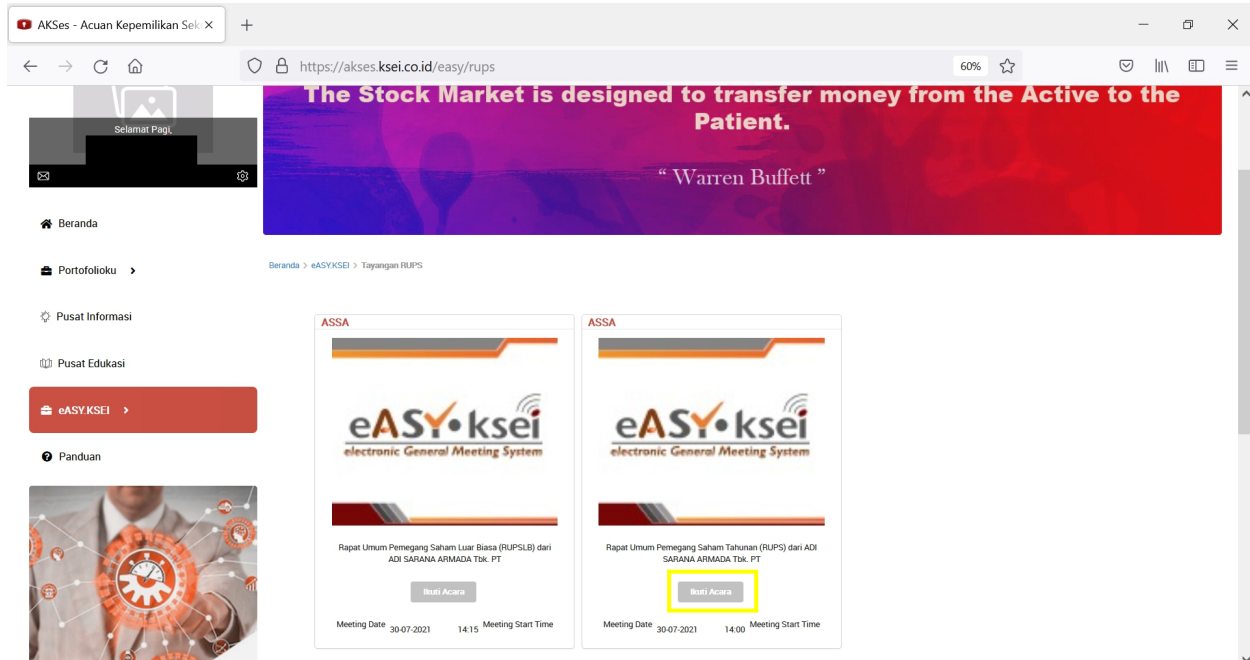 AKSes - Acuan Kepemilikan Sek
https://akses.ksei.co.id/easy/rups
60%
Selamat Pagi,
The Stock Market is designed to transfer money from the Active to the
Patient.
“ Warren Buffett ”
Beranda
Portofolioku
Pusat Informasi
Pusat Edukasi
eASY.KSEI
Panduan
Beranda > eASY.KSEI > Tayangan RUPS
ASSA
eASY•ksei
electronic General Meeting System
Rapat Umum Pemegang Saham Luar Biasa (RUPSLB) dari
ADI SARANA ARMADA Tbk. PT
Ikuti Acara
Meeting Date 30-07-2021 14:15 Meeting Start Time
ASSA
eASY•ksei
electronic General Meeting System
Rapat Umum Pemegang Saham Tahunan (RUPS) dari ADI
SARANA ARMADA Tbk. PT
Ikuti Acara
Meeting Date 30-07-2021 14:00 Meeting Start Time